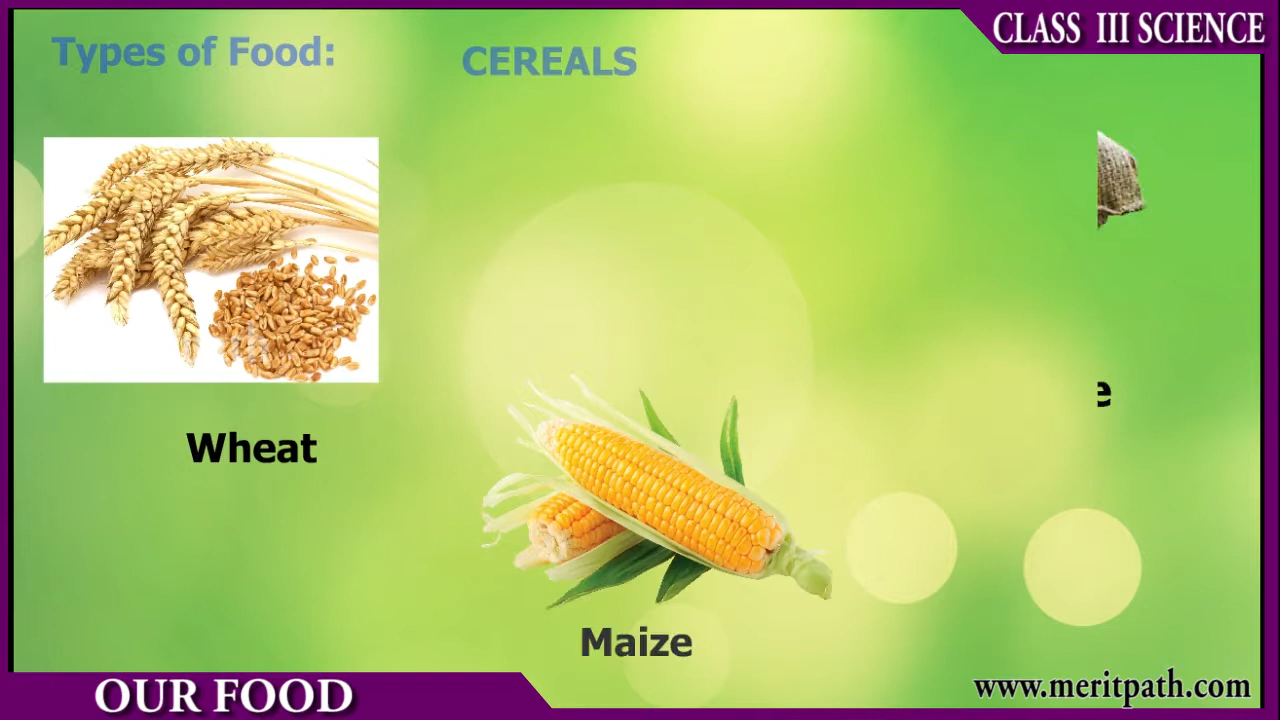 CLASS III SCIENCE
Types of Food:
CEREALS
e
Wheat
Maize
OUR FOOD
www.meritpath.com